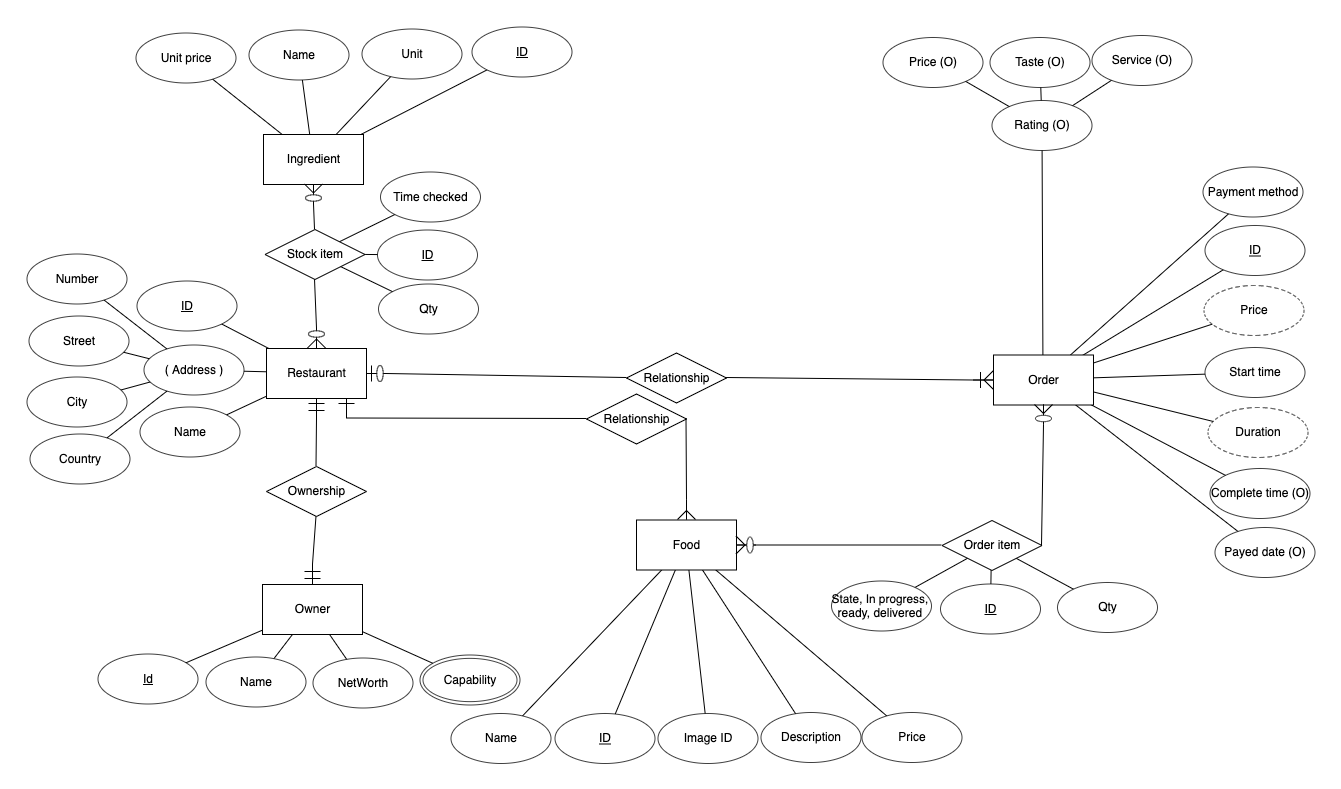 Unit price
Name
Unit
ID
Price (O)
Taste (O)
Service (O)
Rating (O)
Ingredient
Time checked
Stock item
ID
Qty
Payment method
ID
Price
Start time
Duration
Complete time (O)
Payed date (O)
Number
ID
Street
( Address )
City
Name
Country
Restaurant
Relationship
Order
Relationship
Ownership
Food
Order item
State, In progress,
ready, delivered
ID
Qty
Owner
Id
Name
NetWorth
Capability
Name
ID
Image ID
Description
Price